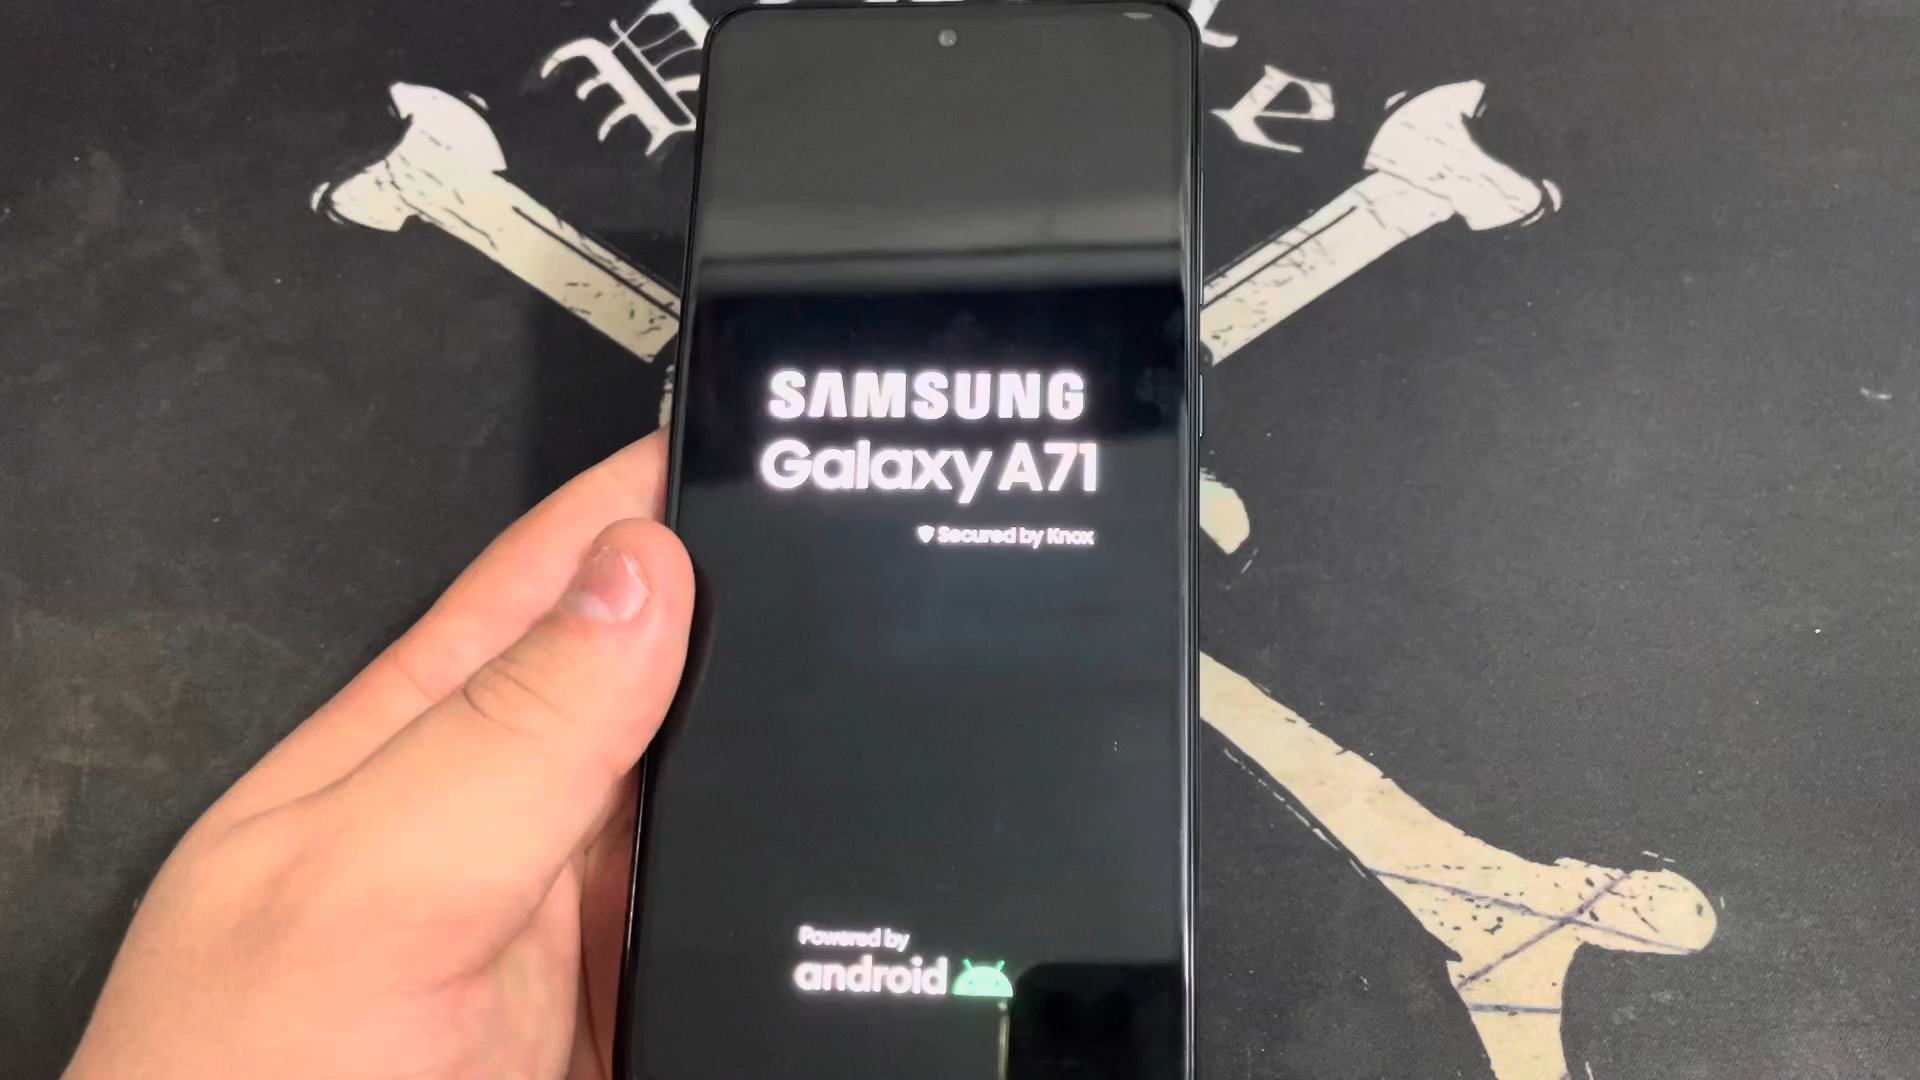 SAMSUNG
Galaxy A71
Secured by Knox
Powered by
android